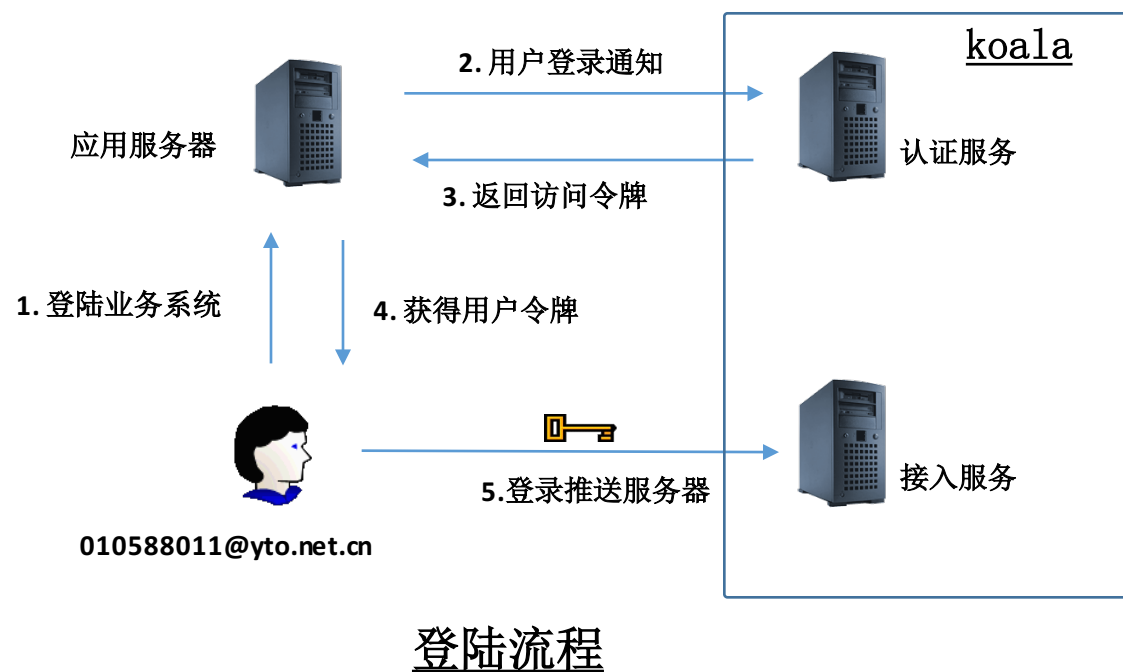 koala
2. 用户登录通知
应用服务器
认证服务
3. 返回访问令牌
1. 登陆业务系统
4. 获得用户令牌
5.登录推送服务器
接入服务
010588011@yto.net.cn
登陆流程